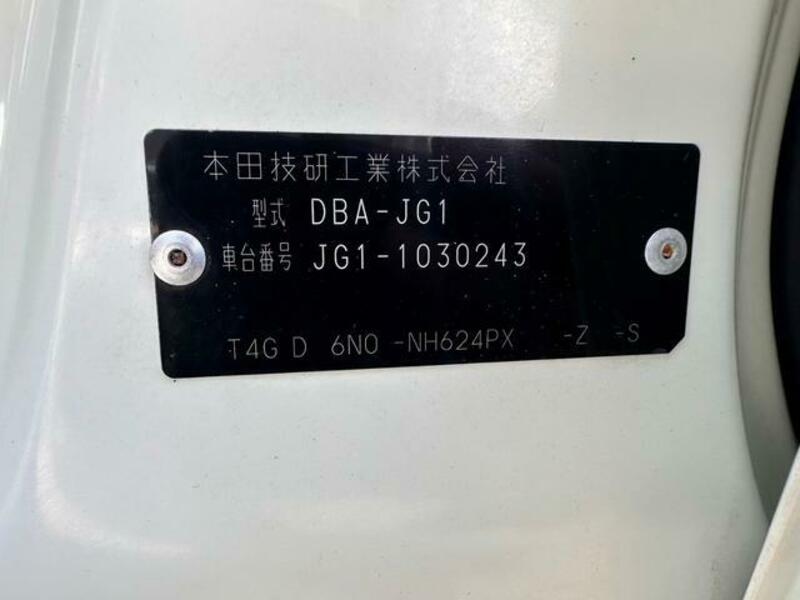 本田技研工業株式会社
型式 DBA-JG1
車台番号 JG1-1030243
T4G D 6N0 -NH624PX -Z -S